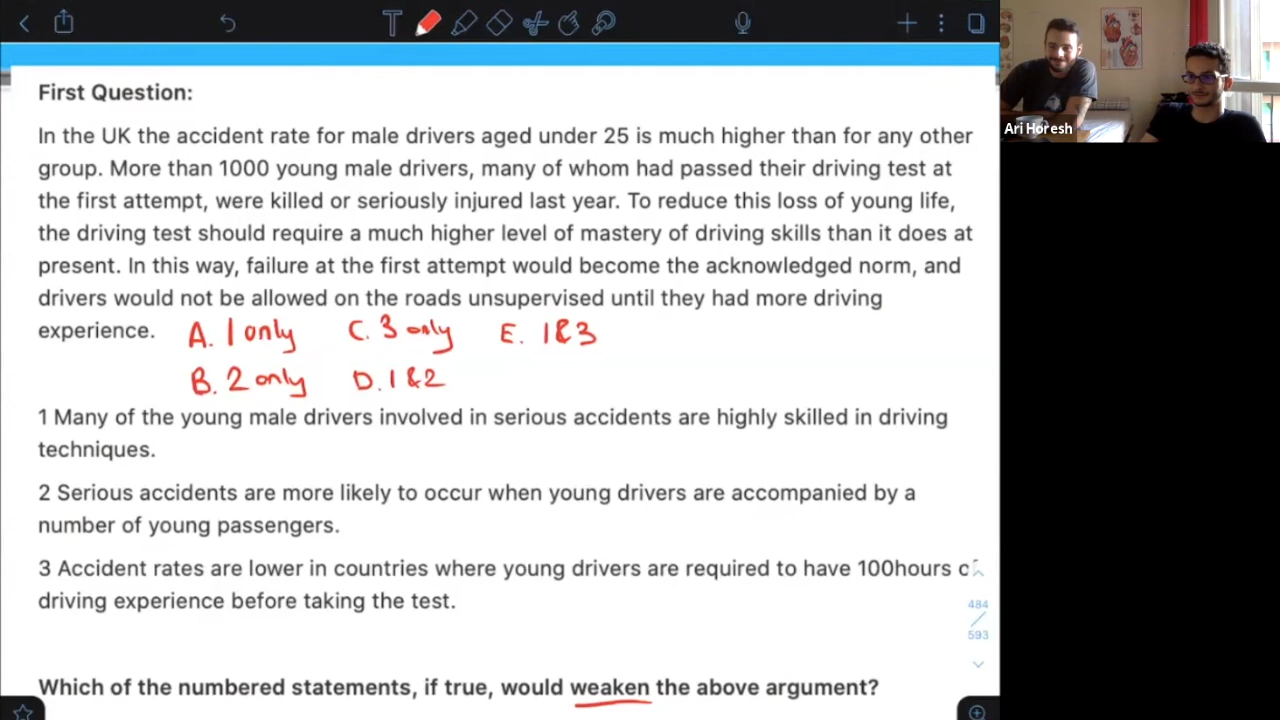 First Question:
In the UK the accident rate for male drivers aged under 25 is much higher than for any other
group. More than 1000 young male drivers, many of whom had passed their driving test at
the first attempt, were killed or seriously injured last year. To reduce this loss of young life,
the driving test should require a much higher level of mastery of driving skills than it does at
present. In this way, failure at the first attempt would become the acknowledged norm, and
drivers would not be allowed on the roads unsupervised until they had more driving
experience.
A. 1 only C. 3 only E. 1&3
B. 2 only D. 1&2
1 Many of the young male drivers involved in serious accidents are highly skilled in driving
techniques.
2 Serious accidents are more likely to occur when young drivers are accompanied by a
number of young passengers.
3 Accident rates are lower in countries where young drivers are required to have 100hours
driving experience before taking the test.
484
593
Which of the numbered statements, if true, would weaken the above argument?
Ari Horesh